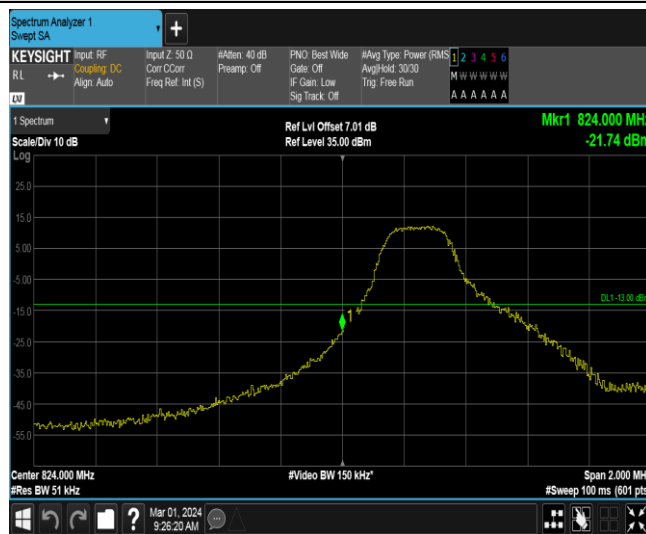 Spectrum Analyzer 1
Swept SA
+
KEYSIGHT Input: RF Input Z: 50 Ω #Atten: 40 dB PNO: Best Wide #Avg Type: Power (RMS 1 2 3 4 5 6
RL Coupling: DC Corr CCorr Preamp: Off Gate: Off Avg|Hold: 30/30 M W W W W W
Align: Auto Freq Ref: Int (S) IF Gain: Low Trig: Free Run
LXI Sig Track: Off A A A A A A
1 Spectrum Ref Lvl Offset 7.01 dB Mkr1 824.000 MHz
Scale/Div 10 dB Ref Level 35.00 dBm -21.74 dBm
Log
25.0
15.0
5.00
-5.00
DL1 -13.00 dBm
-15.0
1
-25.0
-35.0
-45.0
-55.0
Center 824.000 MHz #Video BW 150 kHz* Span 2.000 MHz
#Res BW 51 kHz #Sweep 100 ms (601 pts
? Mar 01, 2024
9:26:20 AM